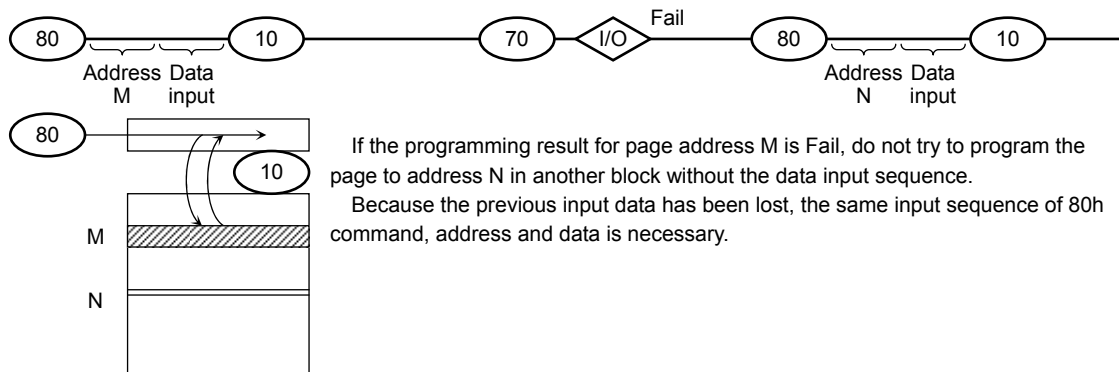 Fail
80 10 70 I/O 80 10
Address Data Address Data
M input N input
80
10
If the programming result for page address M is Fail, do not try to program the
page to address N in another block without the data input sequence.
Because the previous input data has been lost, the same input sequence of 80h
command, address and data is necessary.
M
N